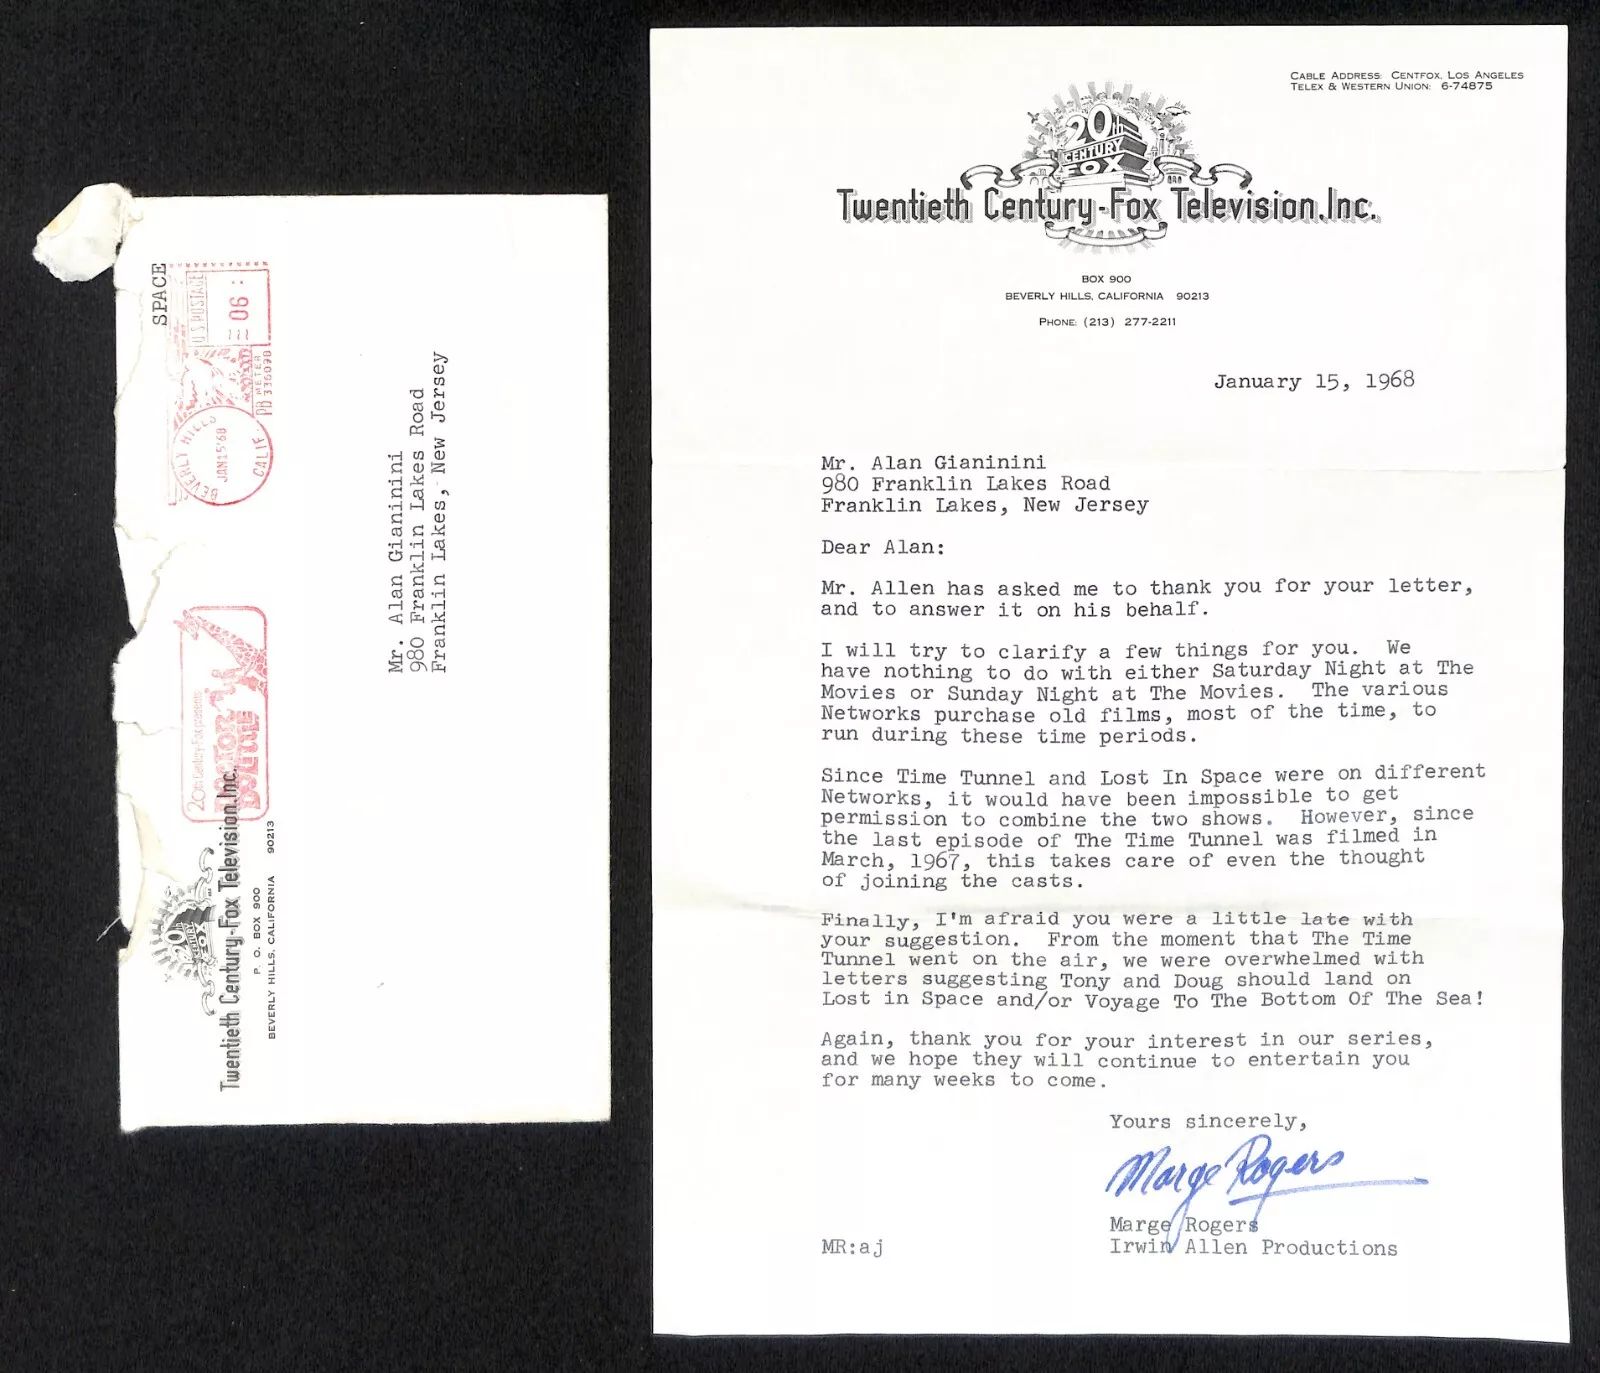 SPACE
U.S. POSTAGE
06
PB METER
336098
BEVERLY HILLS
JAN15'68
CALIF.
20th Century-Fox presents
DOCTOR
DOLITTLE
Mr. Alan Gianinini
980 Franklin Lakes Road
Franklin Lakes, New Jersey
20th
CENTURY
FOX
Twentieth Century-Fox Television, Inc.
P. O. BOX 900
BEVERLY HILLS, CALIFORNIA 90213
CABLE ADDRESS: CENTFOX, LOS ANGELES
TELEX & WESTERN UNION: 6-74875
20th
CENTURY
FOX
Twentieth Century-Fox Television, Inc.
BOX 900
BEVERLY HILLS, CALIFORNIA 90213
PHONE: (213) 277-2211
January 15, 1968
Mr. Alan Gianinini
980 Franklin Lakes Road
Franklin Lakes, New Jersey
Dear Alan:
Mr. Allen has asked me to thank you for your letter,
and to answer it on his behalf.
I will try to clarify a few things for you. We
have nothing to do with either Saturday Night at The
Movies or Sunday Night at The Movies. The various
Networks purchase old films, most of the time, to
run during these time periods.
Since Time Tunnel and Lost In Space were on different
Networks, it would have been impossible to get
permission to combine the two shows. However, since
the last episode of The Time Tunnel was filmed in
March, 1967, this takes care of even the thought
of joining the casts.
Finally, I'm afraid you were a little late with
your suggestion. From the moment that The Time
Tunnel went on the air, we were overwhelmed with
letters suggesting Tony and Doug should land on
Lost in Space and/or Voyage To The Bottom Of The Sea!
Again, thank you for your interest in our series,
and we hope they will continue to entertain you
for many weeks to come.
Yours sincerely,
Marge Rogers
Marge Rogers
MR:aj Irwin Allen Productions